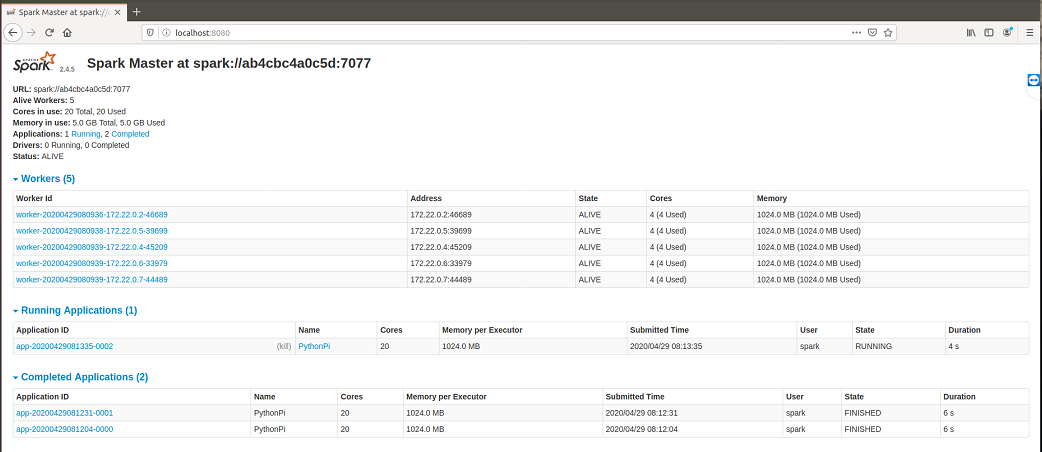 Spark Master at spark://
localhost:8080
APACHE Spark 2.4.5 Spark Master at spark://ab4cbc4a0c5d:7077
URL: spark://ab4cbc4a0c5d:7077
Alive Workers: 5
Cores in use: 20 Total, 20 Used
Memory in use: 5.0 GB Total, 5.0 GB Used
Applications: 1 Running, 2 Completed
Drivers: 0 Running, 0 Completed
Status: ALIVE
Workers (5)
Worker Id Address State Cores Memory
worker-20200429080936-172.22.0.2-46689 172.22.0.2:46689 ALIVE 4 (4 Used) 1024.0 MB (1024.0 MB Used)
worker-20200429080938-172.22.0.5-39699 172.22.0.5:39699 ALIVE 4 (4 Used) 1024.0 MB (1024.0 MB Used)
worker-20200429080939-172.22.0.4-45209 172.22.0.4:45209 ALIVE 4 (4 Used) 1024.0 MB (1024.0 MB Used)
worker-20200429080939-172.22.0.6-33979 172.22.0.6:33979 ALIVE 4 (4 Used) 1024.0 MB (1024.0 MB Used)
worker-20200429080939-172.22.0.7-44489 172.22.0.7:44489 ALIVE 4 (4 Used) 1024.0 MB (1024.0 MB Used)
Running Applications (1)
Application ID Name Cores Memory per Executor Submitted Time User State Duration
app-20200429081335-0002 (kill) PythonPi 20 1024.0 MB 2020/04/29 08:13:35 spark RUNNING 4 s
Completed Applications (2)
Application ID Name Cores Memory per Executor Submitted Time User State Duration
app-20200429081231-0001 PythonPi 20 1024.0 MB 2020/04/29 08:12:31 spark FINISHED 6 s
app-20200429081204-0000 PythonPi 20 1024.0 MB 2020/04/29 08:12:04 spark FINISHED 6 s